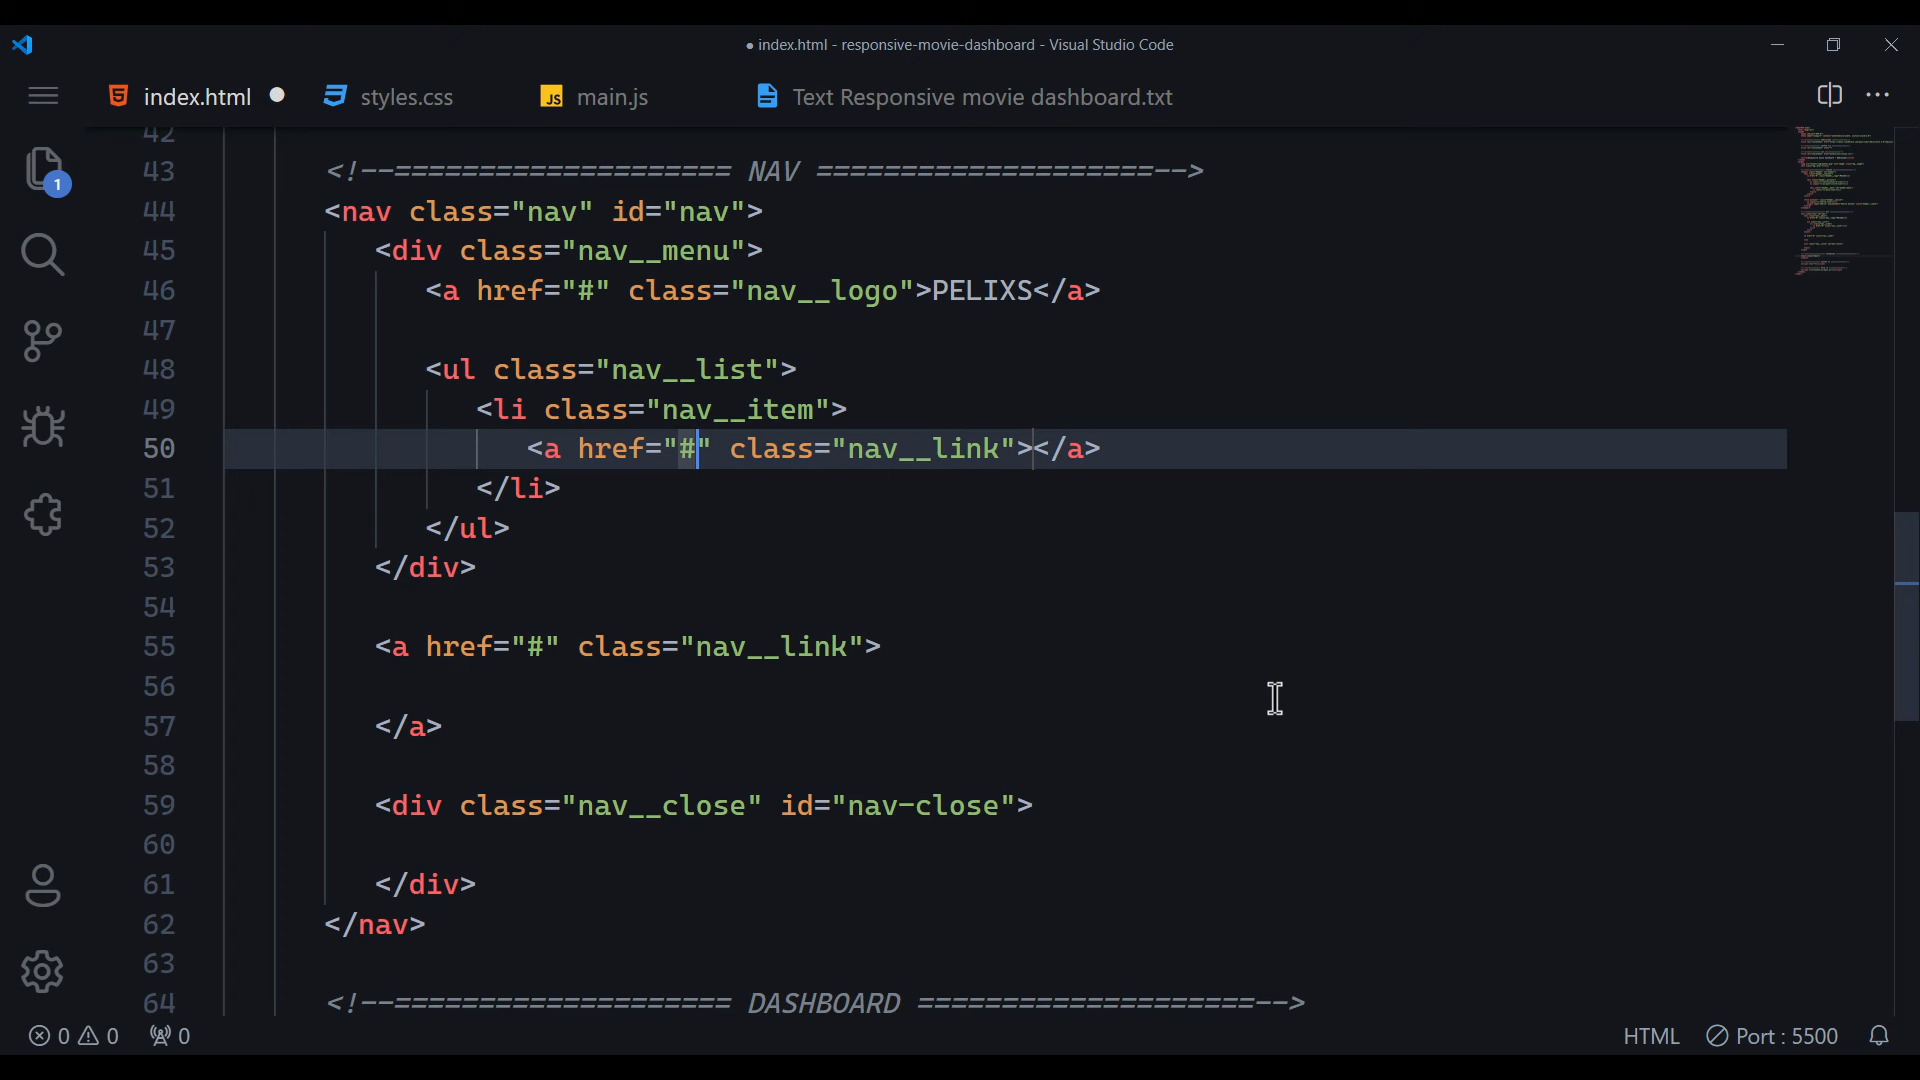 ● index.html - responsive-movie-dashboard - Visual Studio Code
index.html ● styles.css main.js Text Responsive movie dashboard.txt
42
43 <!--==================== NAV ====================-->
44 <nav class="nav" id="nav">
45 <div class="nav__menu">
46 <a href="#" class="nav__logo">PELIXS</a>
47
48 <ul class="nav__list">
49 <li class="nav__item">
50 <a href="#" class="nav__link"></a>
51 </li>
52 </ul>
53 </div>
54
55 <a href="#" class="nav__link">
56
57 </a>
58
59 <div class="nav__close" id="nav-close">
60
61 </div>
62 </nav>
63
64 <!--==================== DASHBOARD ====================-->
1
0 0 0 HTML Port : 5500